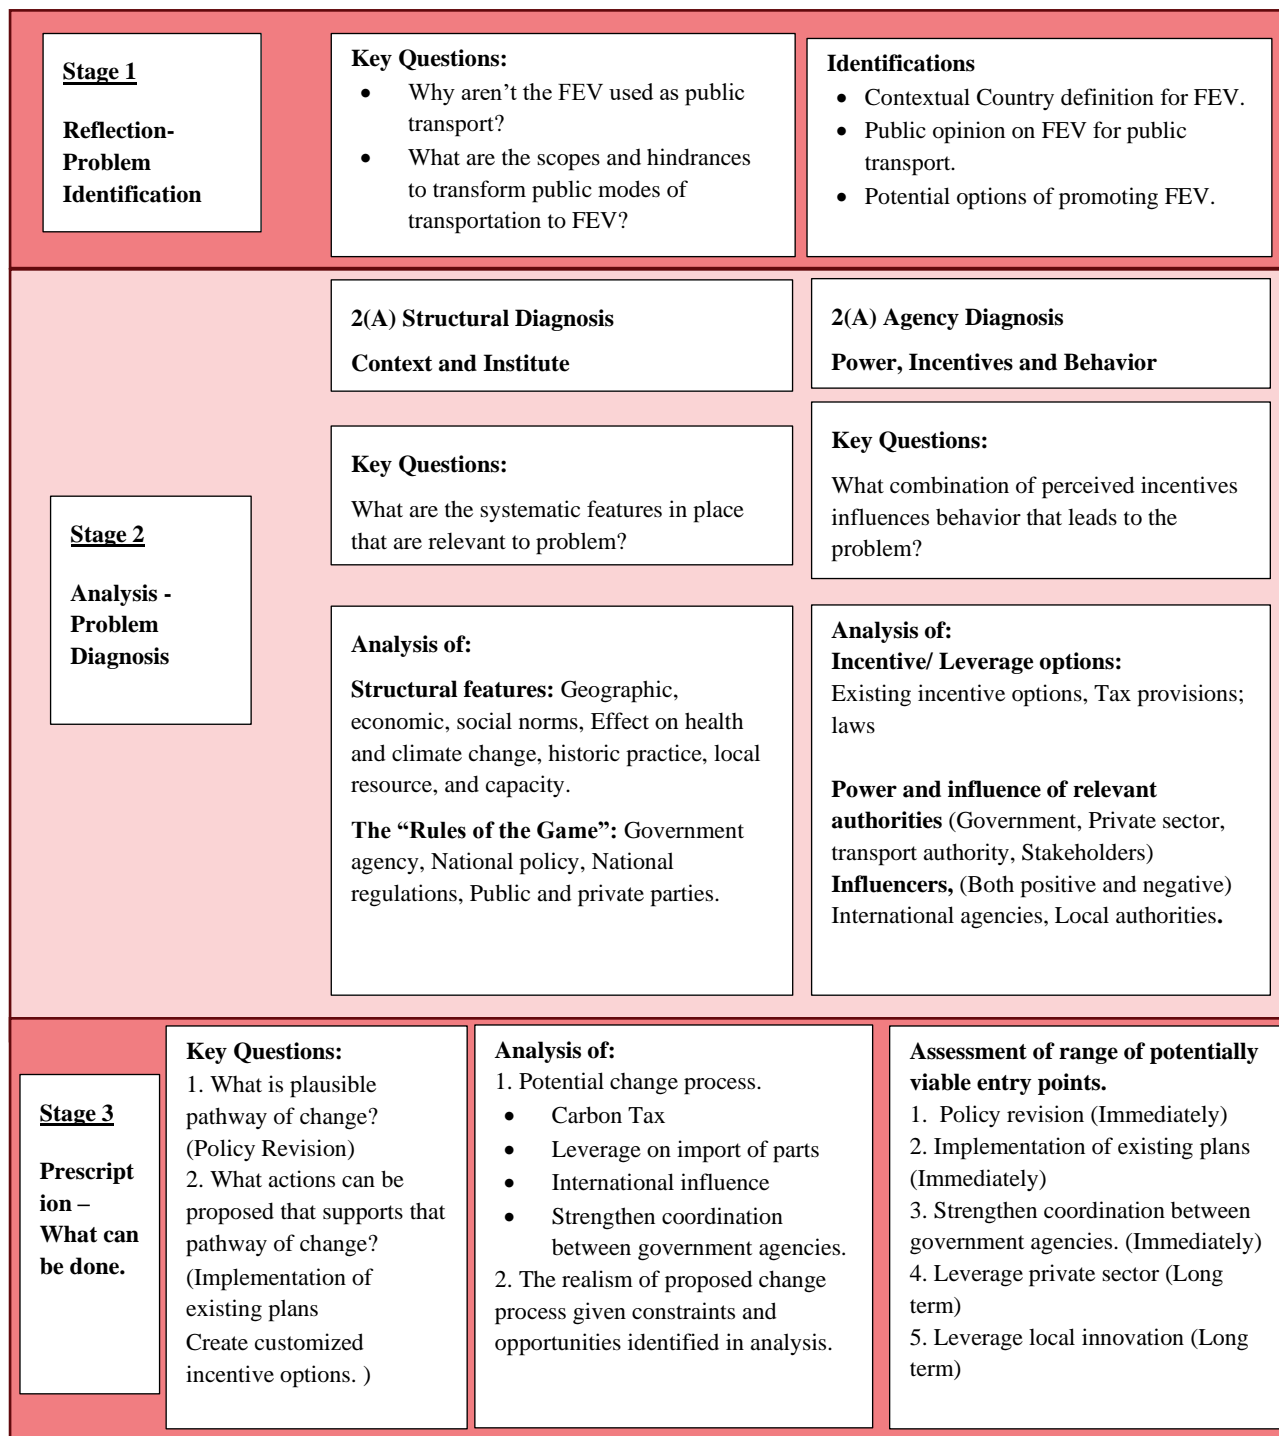 Stage 1
Reflection-
Problem
Identification
Key Questions:
• Why aren’t the FEV used as public
transport?
• What are the scopes and hindrances
to transform public modes of
transportation to FEV?
Identifications
• Contextual Country definition for FEV.
• Public opinion on FEV for public
transport.
• Potential options of promoting FEV.
Stage 2
Analysis -
Problem
Diagnosis
2(A) Structural Diagnosis
Context and Institute
2(A) Agency Diagnosis
Power, Incentives and Behavior
Key Questions:
What are the systematic features in place
that are relevant to problem?
Key Questions:
What combination of perceived incentives
influences behavior that leads to the
problem?
Analysis of:
Structural features: Geographic,
economic, social norms, Effect on health
and climate change, historic practice, local
resource, and capacity.
The “Rules of the Game”: Government
agency, National policy, National
regulations, Public and private parties.
Analysis of:
Incentive/ Leverage options:
Existing incentive options, Tax provisions;
laws
Power and influence of relevant
authorities (Government, Private sector,
transport authority, Stakeholders)
Influencers, (Both positive and negative)
International agencies, Local authorities.
Stage 3
Prescript
ion –
What can
be done.
Key Questions:
1. What is plausible
pathway of change?
(Policy Revision)
2. What actions can be
proposed that supports that
pathway of change?
(Implementation of
existing plans
Create customized
incentive options. )
Analysis of:
1. Potential change process.
• Carbon Tax
• Leverage on import of parts
• International influence
• Strengthen coordination
between government agencies.
2. The realism of proposed change
process given constraints and
opportunities identified in analysis.
Assessment of range of potentially
viable entry points.
1. Policy revision (Immediately)
2. Implementation of existing plans
(Immediately)
3. Strengthen coordination between
government agencies. (Immediately)
4. Leverage private sector (Long
term)
5. Leverage local innovation (Long
term)